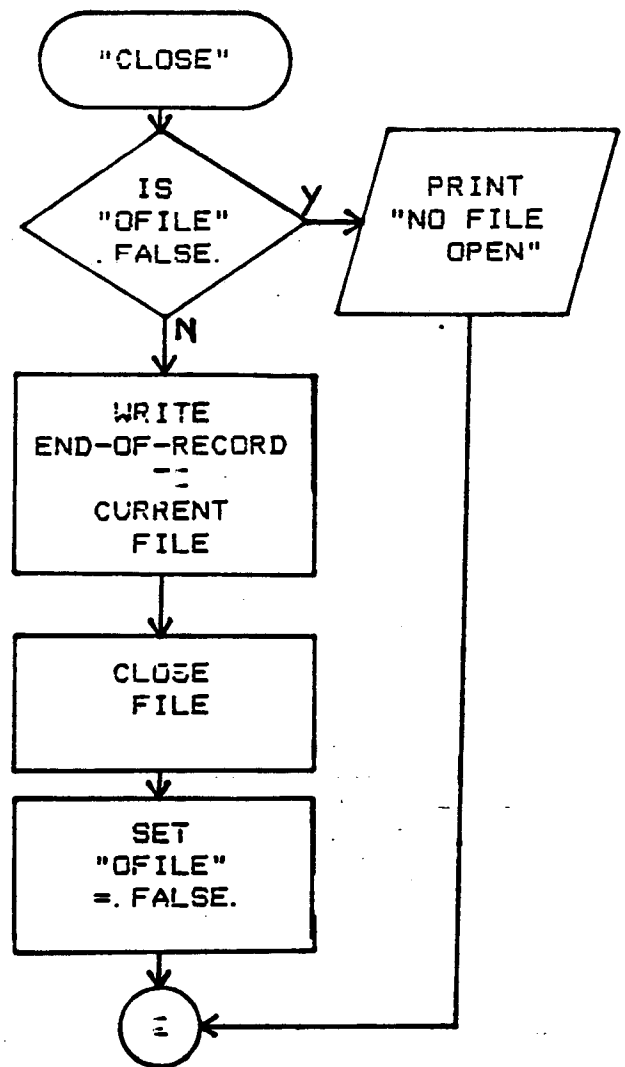 "CLOSE"
IS
"OFILE"
.FALSE.
Y
PRINT
"NO FILE
OPEN"
N
WRITE
END-OF-RECORD
CURRENT
FILE
CLOSE
FILE
SET
"OFILE"
=.FALSE.